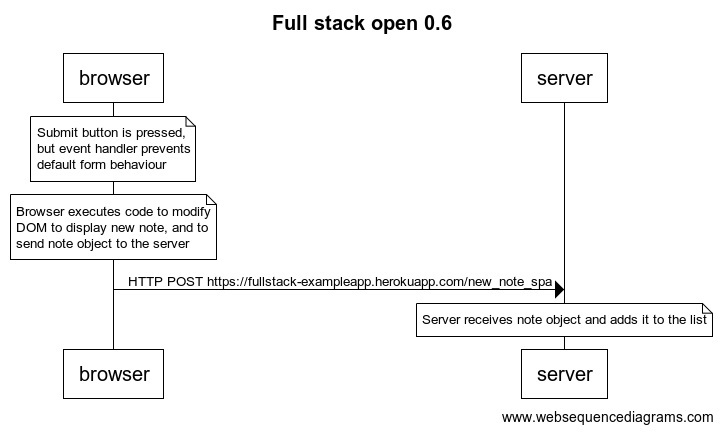 Full stack open 0.6
browser
server
Submit button is pressed,
but event handler prevents
default form behaviour
Browser executes code to modify
DOM to display new note, and to
send note object to the server
HTTP POST https://fullstack-exampleapp.herokuapp.com/new_note_spa
Server receives note object and adds it to the list
browser
server
www.websequencediagrams.com